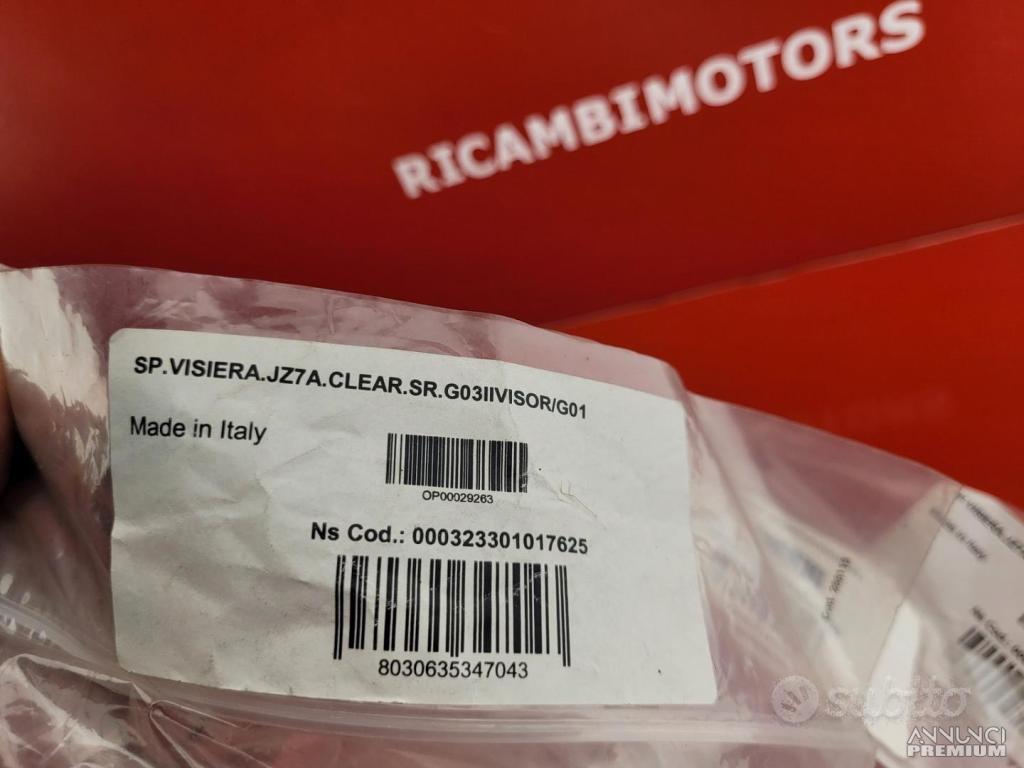 RICAMBIMOTORS
SP.VISIERA.JZ7A.CLEAR.SR.G03IIVISOR/G01
Made in Italy
OP00029263
Ns Cod.: 000323301017625
8030635347043
subito
ANNUNCI
PREMIUM